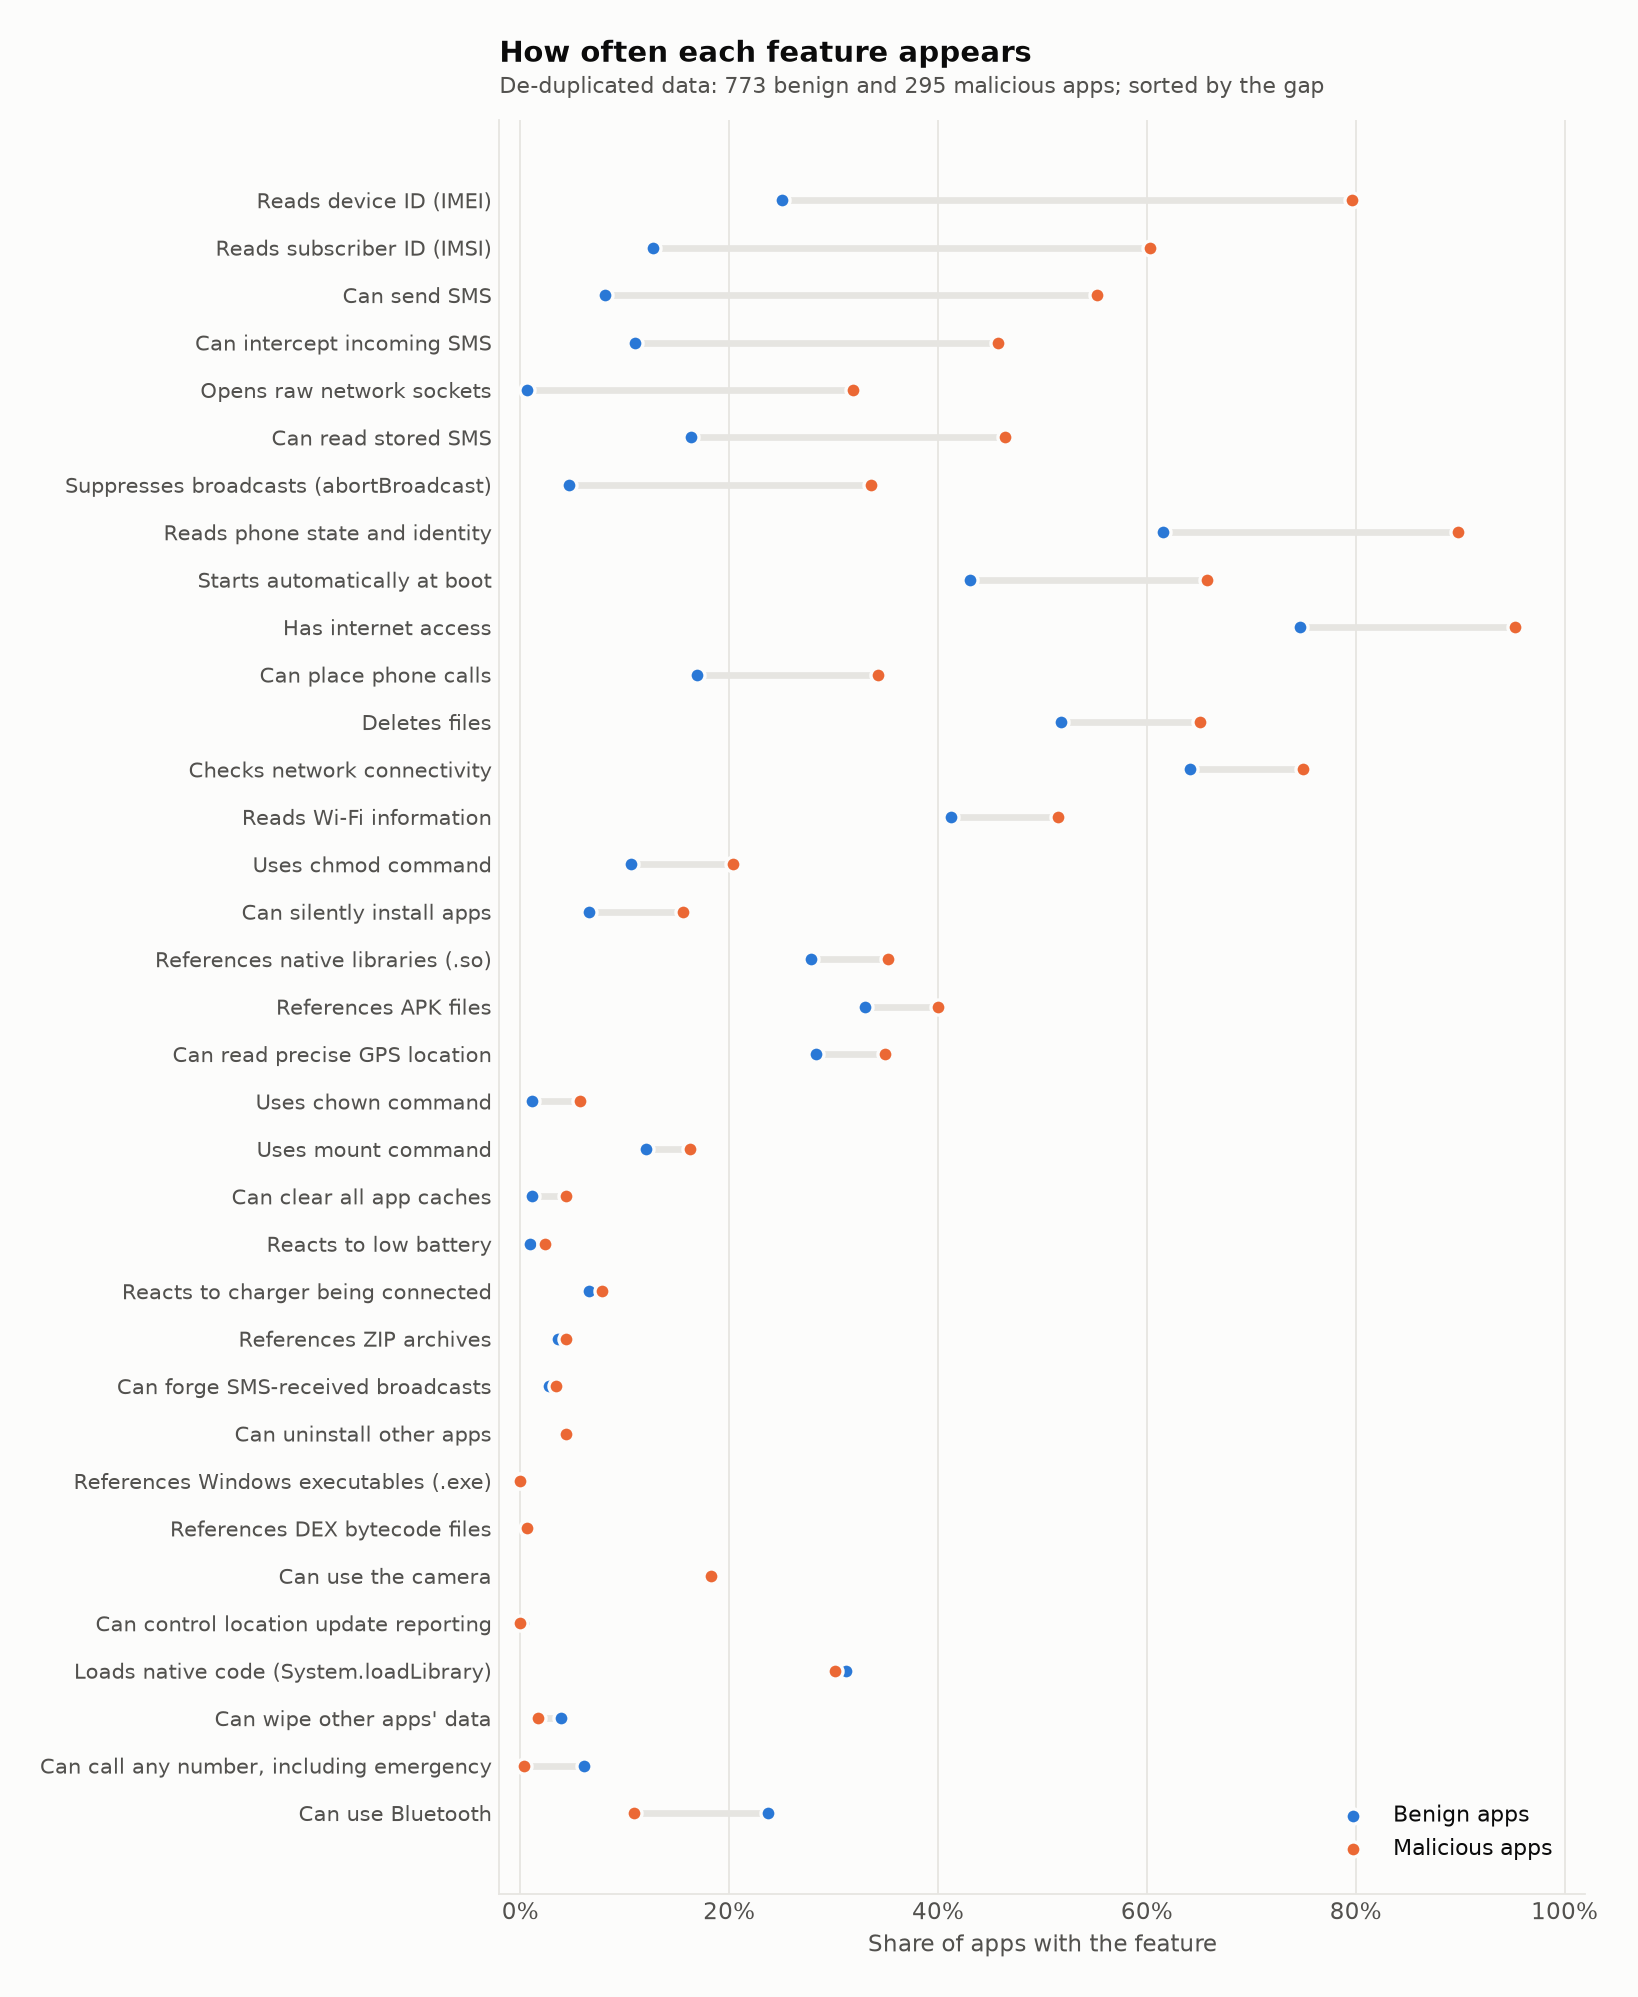 How often each feature appears
De-duplicated data: 773 benign and 295 malicious apps; sorted by the gap
Reads device ID (IMEI)
Reads subscriber ID (IMSI)
Can send SMS
Can intercept incoming SMS
Opens raw network sockets
Can read stored SMS
Suppresses broadcasts (abortBroadcast)
Reads phone state and identity
Starts automatically at boot
Has internet access
Can place phone calls
Deletes files
Checks network connectivity
Reads Wi-Fi information
Uses chmod command
Can silently install apps
References native libraries (.so)
References APK files
Can read precise GPS location
Uses chown command
Uses mount command
Can clear all app caches
Reacts to low battery
Reacts to charger being connected
References ZIP archives
Can forge SMS-received broadcasts
Can uninstall other apps
References Windows executables (.exe)
References DEX bytecode files
Can use the camera
Can control location update reporting
Loads native code (System.loadLibrary)
Can wipe other apps' data
Can call any number, including emergency
Can use Bluetooth
Benign apps
Malicious apps
0% 20% 40% 60% 80% 100%
Share of apps with the feature